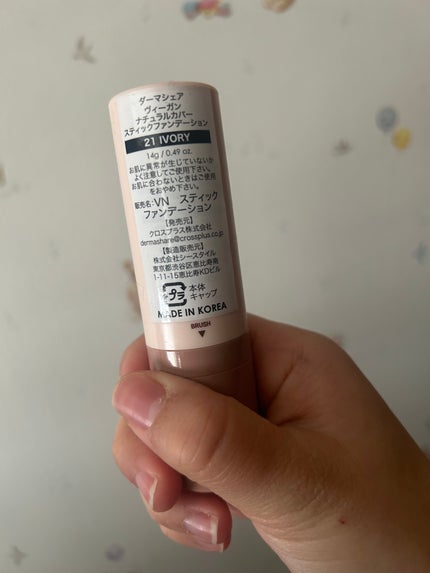 ダーマシェア
ヴィーガン
ナチュラルカバー
スティックファンデーション
21 IVORY
14g / 0.49 oz.
お肌に異常が生じていないか
よく注意してご使用下さい。
お肌に合わないときはご使用
をおやめ下さい。
販売名:VN スティック
ファンデーション
【発売元】
クロスプラス株式会社
dermashare@crossplus.co.jp
【製造販売元】
株式会社シースタイル
東京都渋谷区恵比寿南
1-11-15恵比寿KDビル
プラ
本体
キャップ
MADE IN KOREA
BRUSH